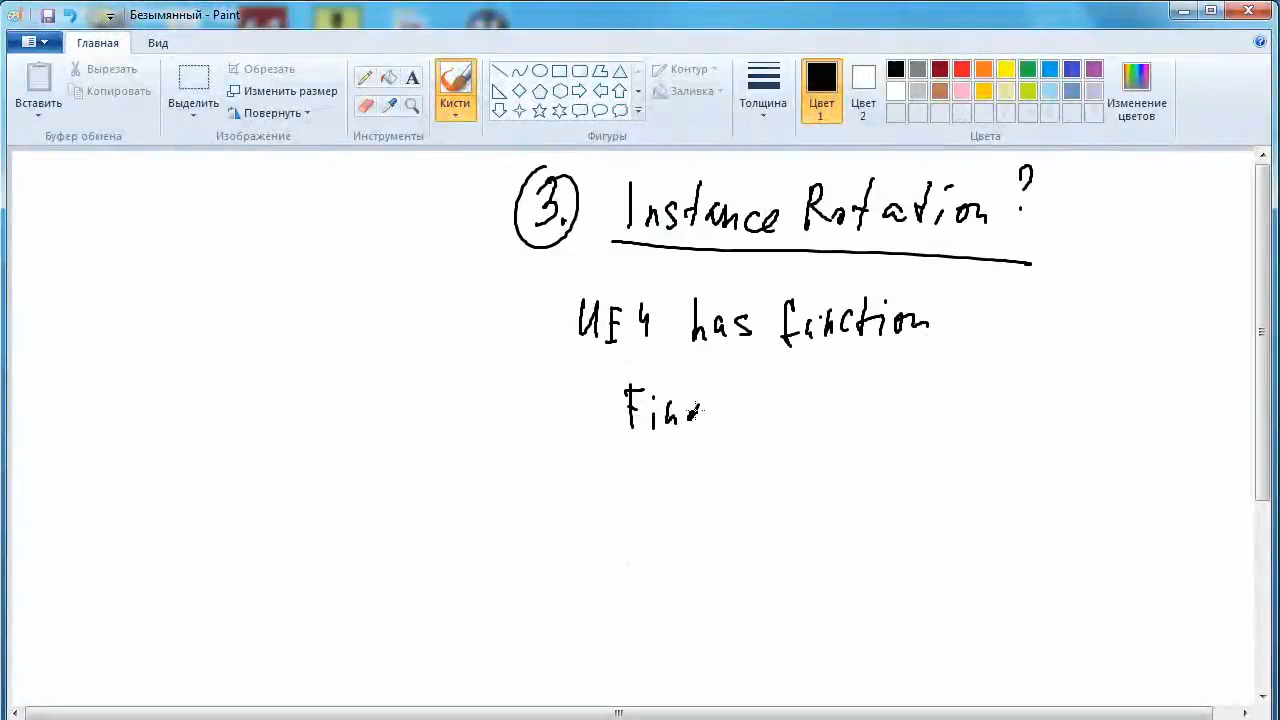 Безымянный - Paint
Главная Вид
Вставить
Вырезать
Копировать
Буфер обмена
Выделить
Обрезать
Изменить размер
Повернуть
Изображение
A
Инструменты
Кисти
Контур
Заливка
Фигуры
Толщина
Цвет 1
Цвет 2
Изменение цветов
Цвета
3. Instance Rotation?
UE4 has function
Fin